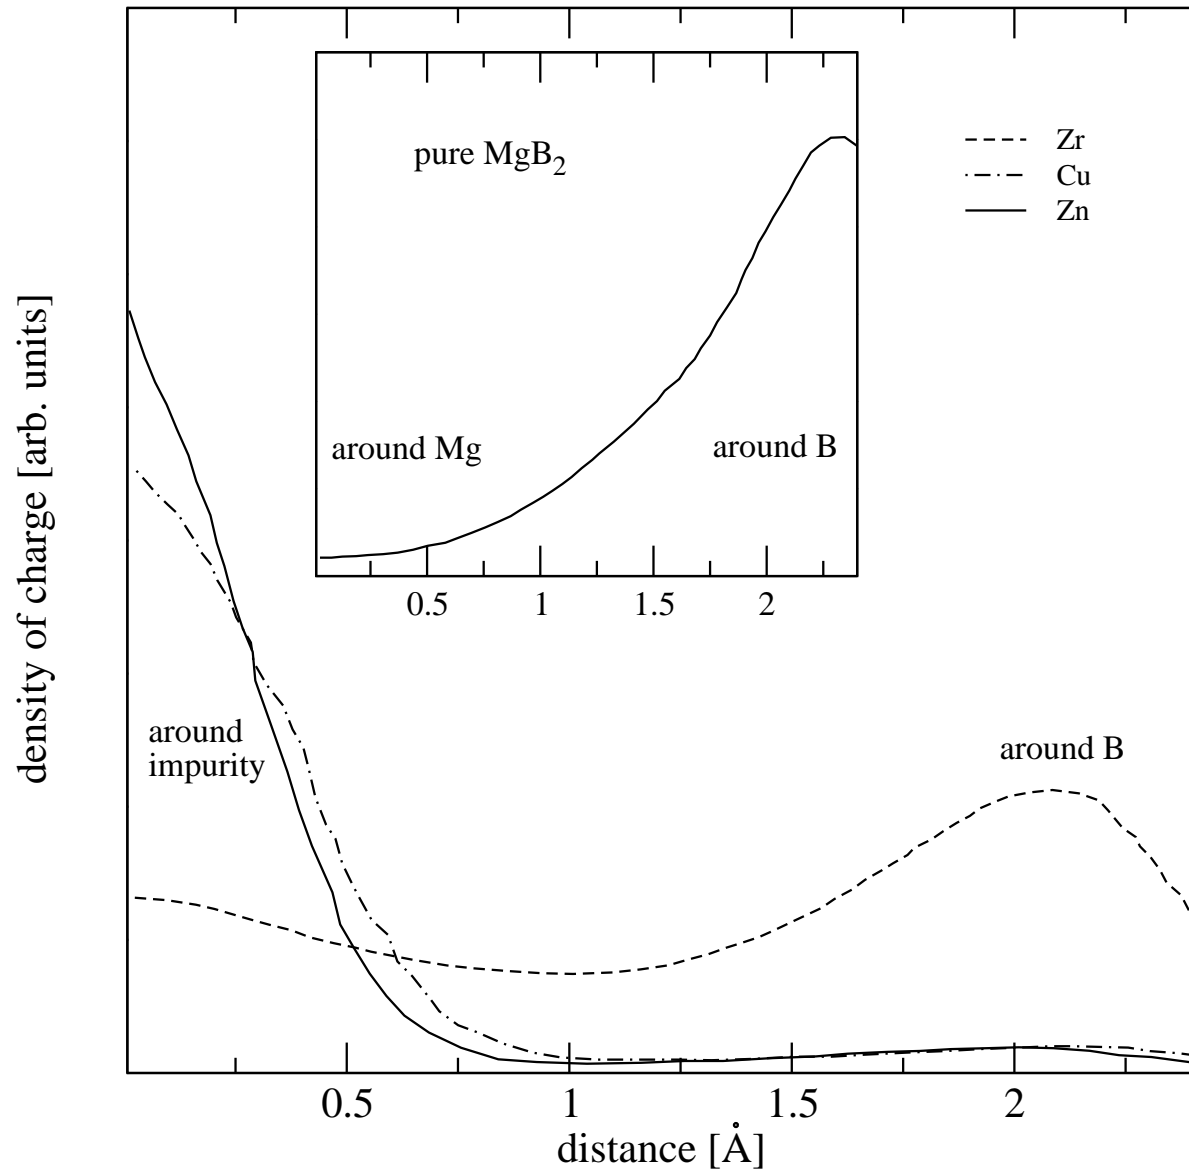 pure MgB₂
Zr
Cu
Zn
around Mg
around B
0.5
1
1.5
2
density of charge [arb. units]
around
impurity
around B
0.5
1
1.5
2
distance [Å]